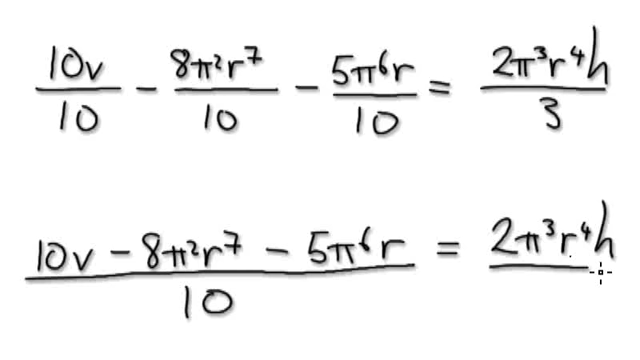 10v/10 - 8π²r⁷/10 - 5π⁶r/10 = 2π³r⁴h/3
(10v - 8π²r⁷ - 5π⁶r)/10 = 2π³r⁴h